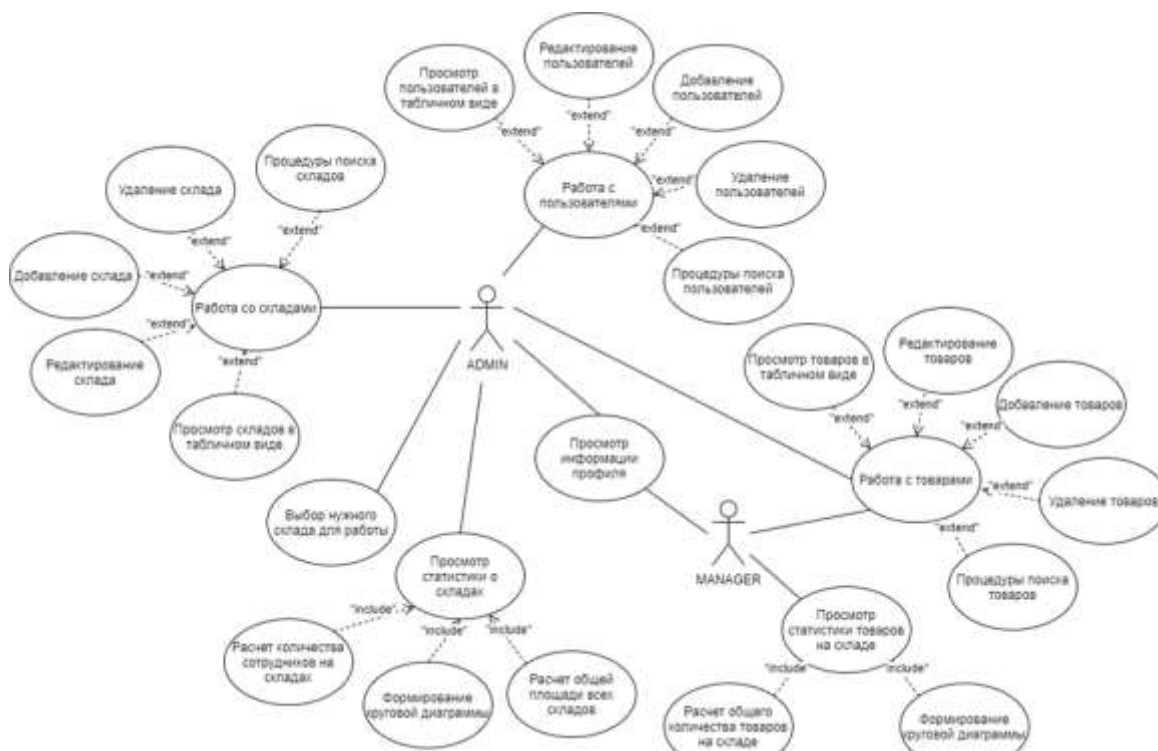 Редактирование
пользователей
Просмотр
пользователей в
табличном виде
Добавление
пользователей
"extend"
"extend"
"extend"
Процедуры поиска
складов
Удаление склада
Работа с
пользователями
"extend"
Удаление
пользователей
"extend"
"extend"
"extend"
Добавление склада
"extend"
Процедуры поиска
пользователей
Работа со складами
"extend"
Редактирование
склада
"extend"
ADMIN
Просмотр товаров в
табличном виде
Редактирование
товаров
Просмотр складов в
табличном виде
"extend"
"extend"
Добавление товаров
"extend"
Просмотр
информации
профиля
Работа с товарами
"extend"
Удаление товаров
Выбор нужного
склада для работы
"extend"
MANAGER
Просмотр
статистики о
складах
Процедуры поиска
товаров
"include"
"include"
"include"
Просмотр
статистики товаров
на складе
Расчет количества
сотрудников на
складах
"include"
"include"
Формирование
круговой диаграммы
Расчет общей
площади всех
складов
Расчет общего
количества товаров
на складе
Формирование
круговой диаграммы